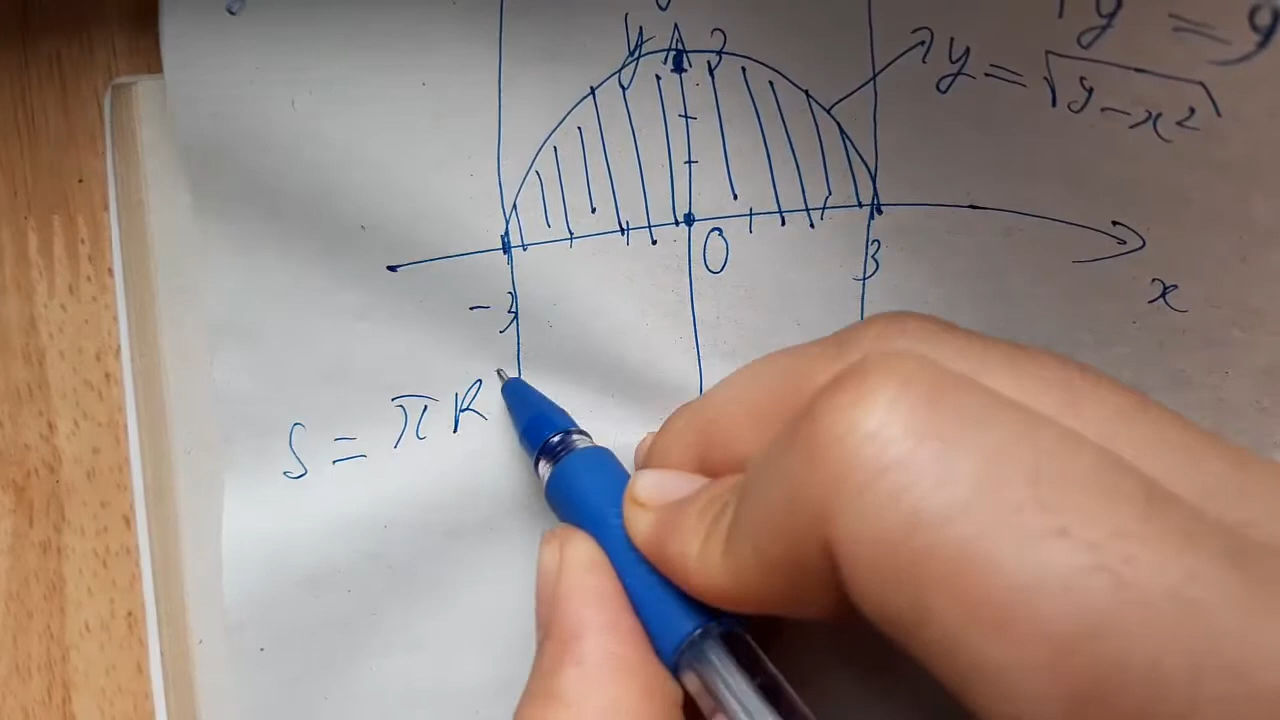 y = 9
y 3
y = √(y - x²)
0
3
-3
x
S = πR